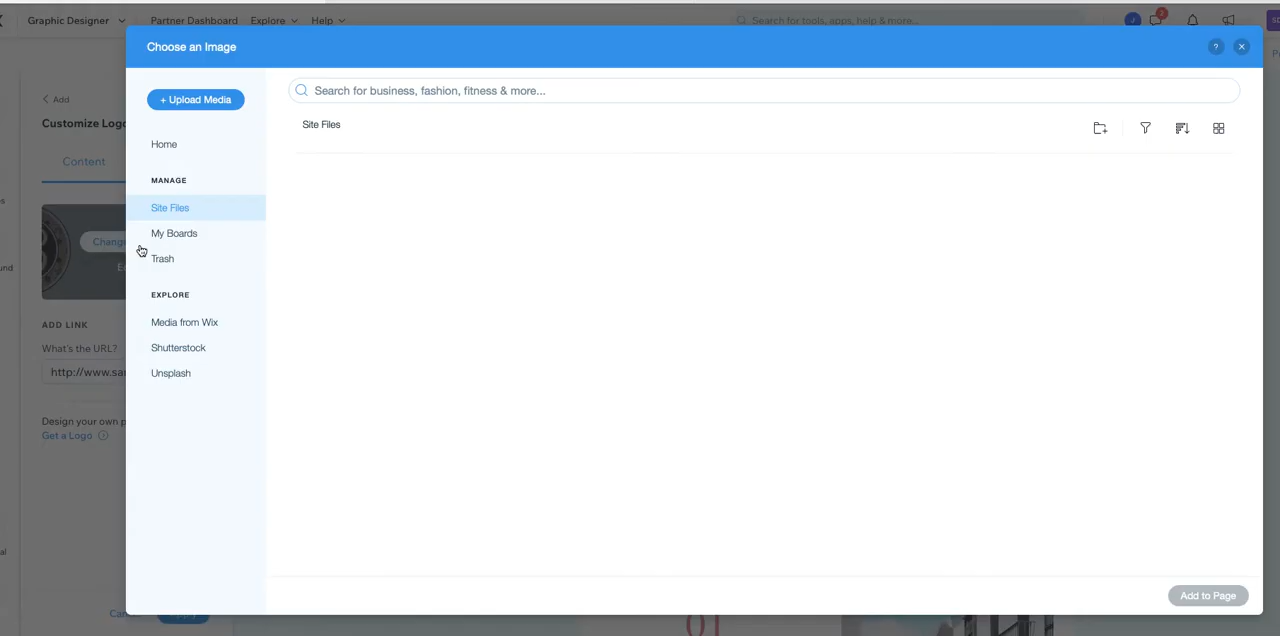 Graphic Designer
Partner Dashboard
Explore
Help
Search for tools, apps, help & more...
J
Choose an Image
?
+ Upload Media
Search for business, fashion, fitness & more...
Add
Site Files
Customize Logo
Home
Content
MANAGE
Site Files
My Boards
Trash
EXPLORE
ADD LINK
Media from Wix
What's the URL?
Shutterstock
http://www.sa
Unsplash
Design your own p
Get a Logo
Add to Page
Apply